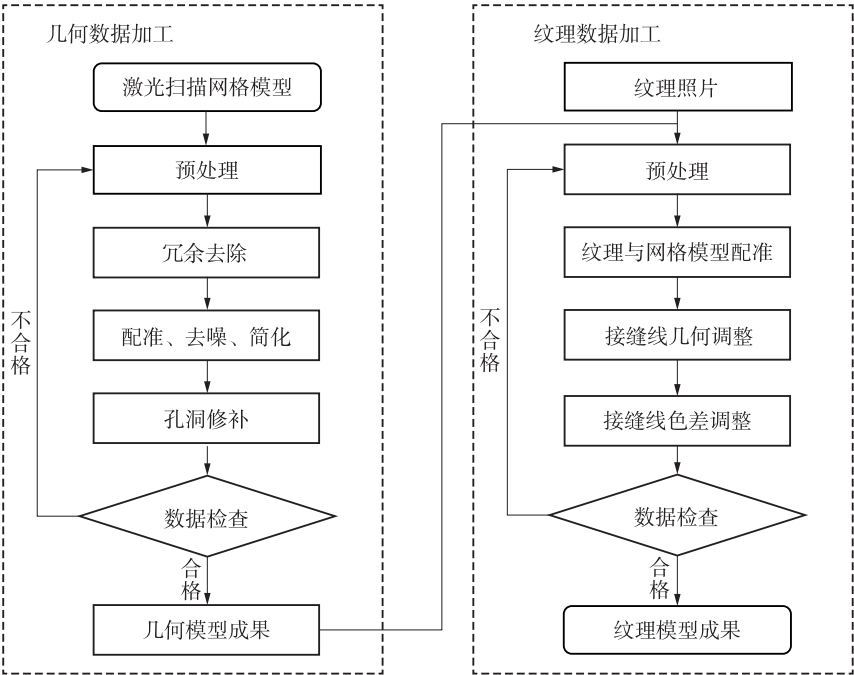 几何数据加工
激光扫描网格模型
预处理
冗余去除
配准、去噪、简化
孔洞修补
数据检查
不合格
合格
几何模型成果
纹理数据加工
纹理照片
预处理
纹理与网格模型配准
接缝线几何调整
接缝线色差调整
数据检查
不合格
合格
纹理模型成果